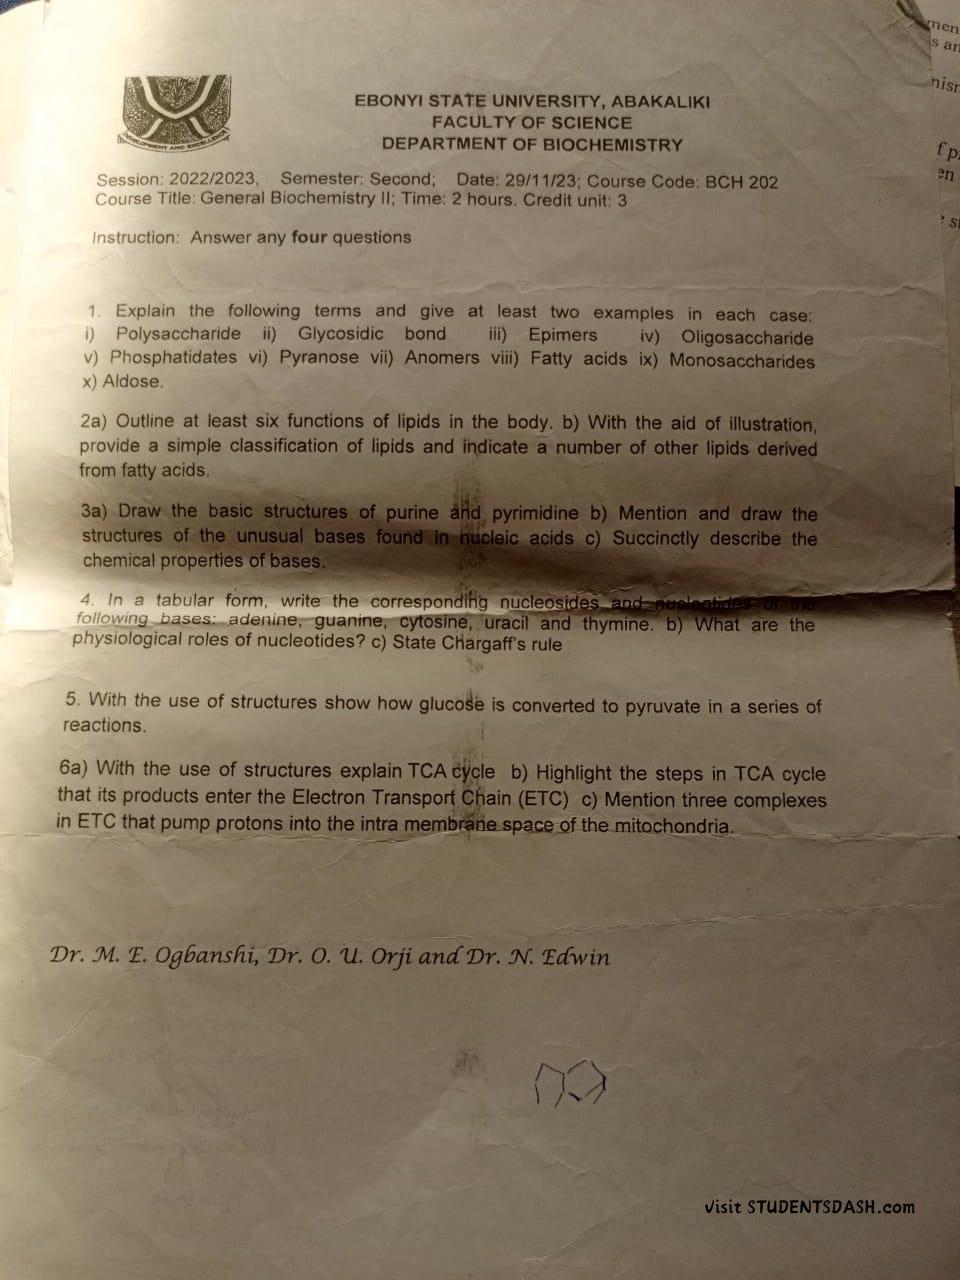 DEVELOPMENT AND EXCELLENCE
EBONYI STATE UNIVERSITY, ABAKALIKI
FACULTY OF SCIENCE
DEPARTMENT OF BIOCHEMISTRY
Session: 2022/2023, Semester: Second; Date: 29/11/23; Course Code: BCH 202
Course Title: General Biochemistry II; Time: 2 hours. Credit unit: 3
Instruction: Answer any four questions
1. Explain the following terms and give at least two examples in each case:
i) Polysaccharide ii) Glycosidic bond iii) Epimers iv) Oligosaccharide
v) Phosphatidates vi) Pyranose vii) Anomers viii) Fatty acids ix) Monosaccharides
x) Aldose.
2a) Outline at least six functions of lipids in the body. b) With the aid of illustration,
provide a simple classification of lipids and indicate a number of other lipids derived
from fatty acids.
3a) Draw the basic structures of purine and pyrimidine b) Mention and draw the
structures of the unusual bases found in nucleic acids c) Succinctly describe the
chemical properties of bases.
4. In a tabular form, write the corresponding nucleosides and nucleotides of the
following bases: adenine, guanine, cytosine, uracil and thymine. b) What are the
physiological roles of nucleotides? c) State Chargaff's rule
5. With the use of structures show how glucose is converted to pyruvate in a series of
reactions.
6a) With the use of structures explain TCA cycle b) Highlight the steps in TCA cycle
that its products enter the Electron Transport Chain (ETC) c) Mention three complexes
in ETC that pump protons into the intra membrane space of the mitochondria.
Dr. M. E. Ogbanshi, Dr. O. U. Orji and Dr. N. Edwin
Visit STUDENTSDASH.com